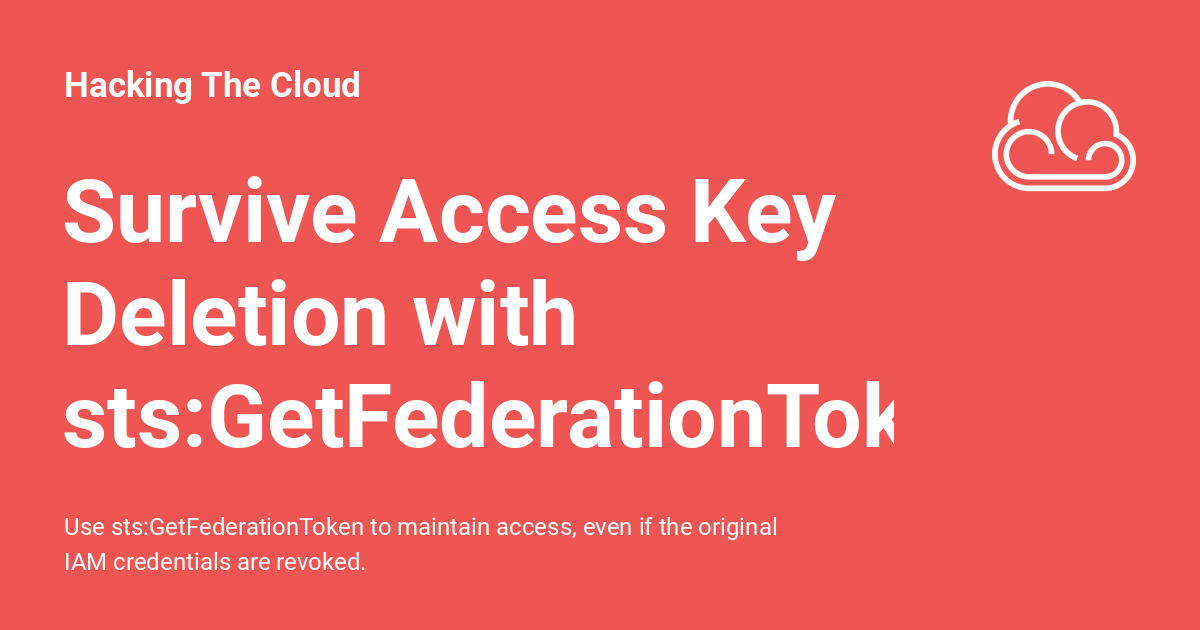 Hacking The Cloud
Survive Access Key
Deletion with
sts:GetFederationTok
Use sts:GetFederationToken to maintain access, even if the original
IAM credentials are revoked.